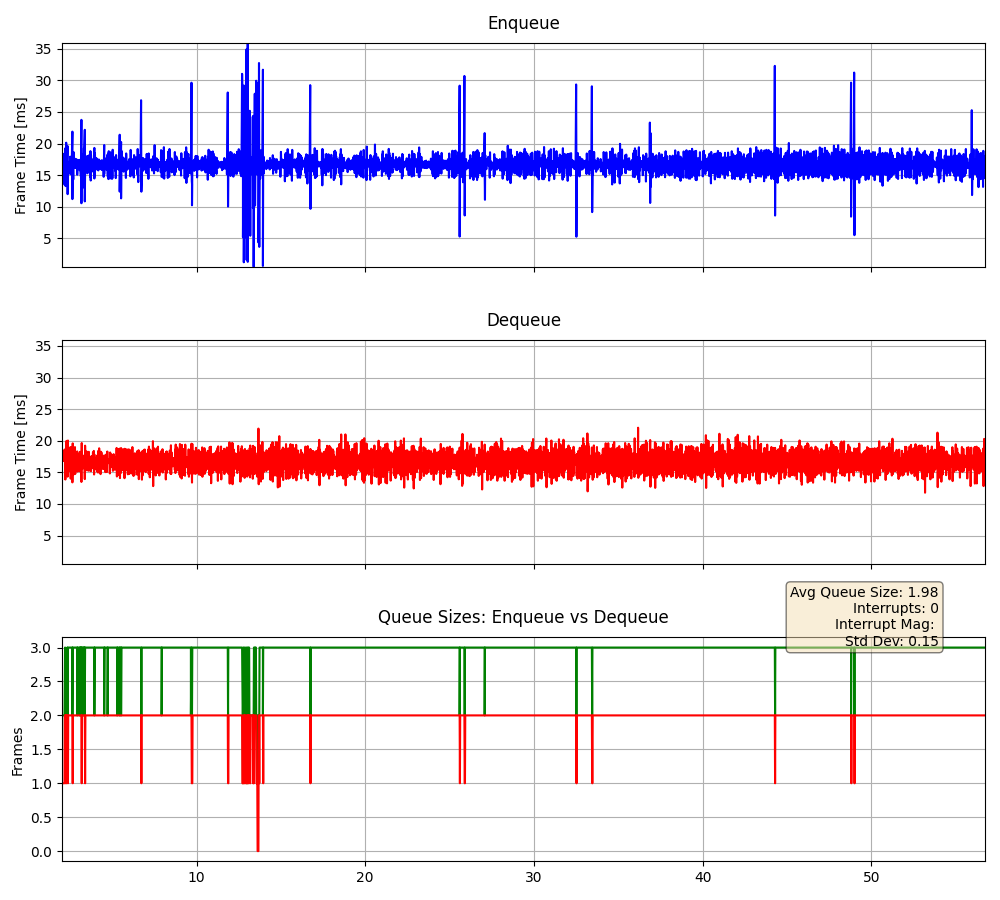 Enqueue
Frame Time [ms]
35
30
25
20
15
10
5
Dequeue
Frame Time [ms]
35
30
25
20
15
10
5
Avg Queue Size: 1.98
Interrupts: 0
Interrupt Mag:
Std Dev: 0.15
Queue Sizes: Enqueue vs Dequeue
Frames
3.0
2.5
2.0
1.5
1.0
0.5
0.0
10 20 30 40 50